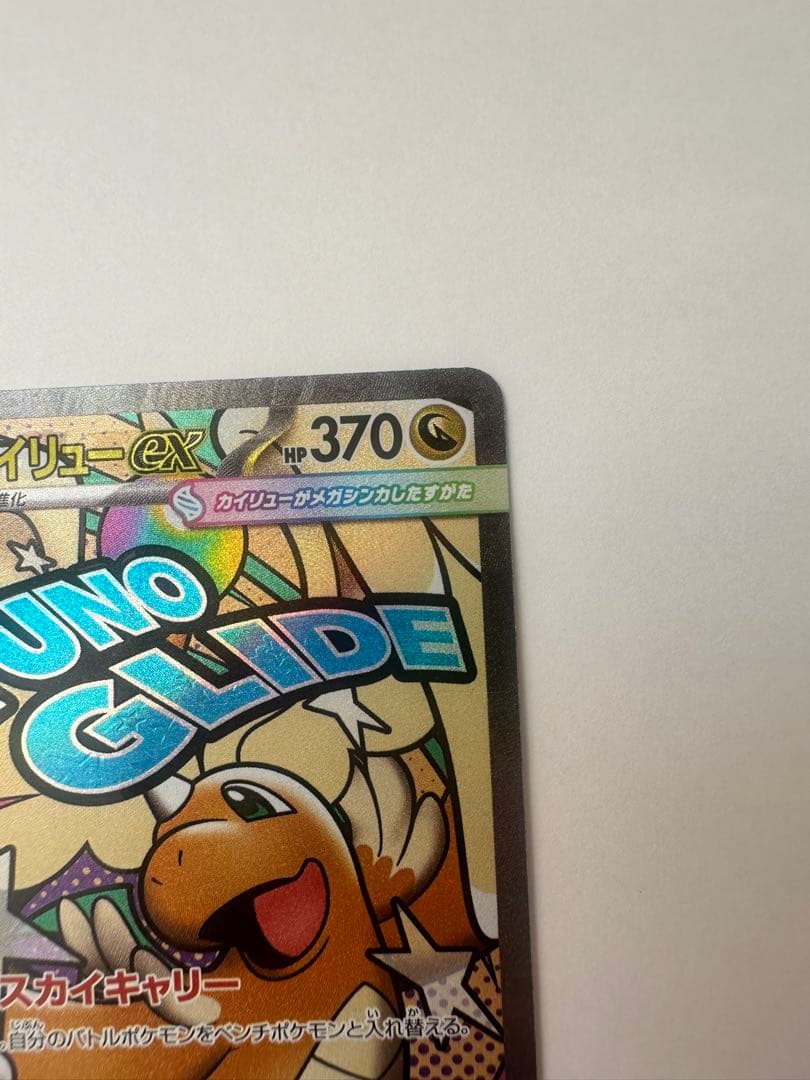 イリューex HP370
進化
カイリューがメガシンカしたすがた
UNO
GLIDE
スカイキャリー
自分のバトルポケモンをベンチポケモンと入れ替える。